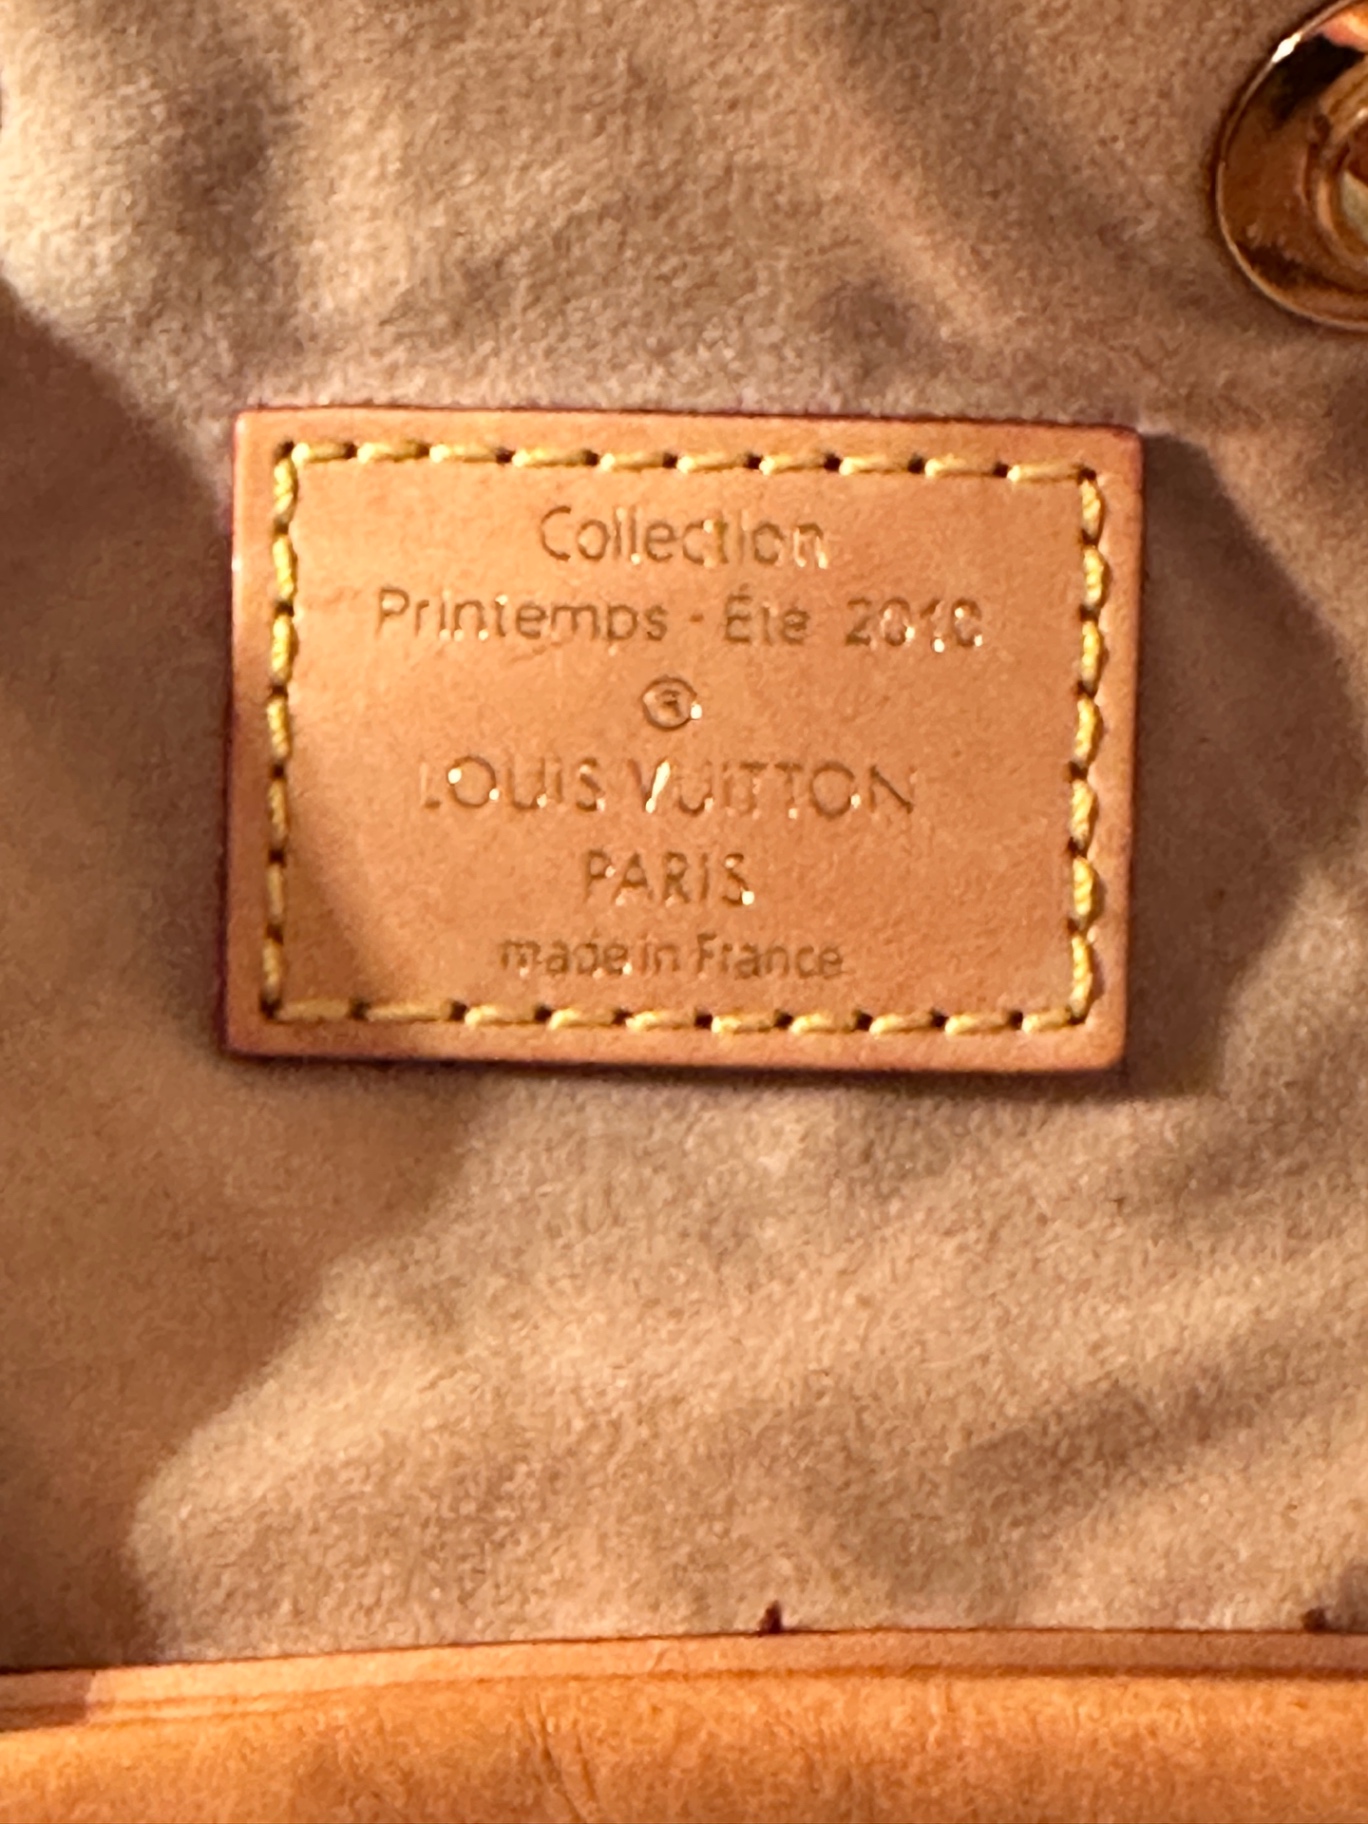 Collection
Printemps - Été 2010
®
LOUIS VUITTON
PARIS
made in France